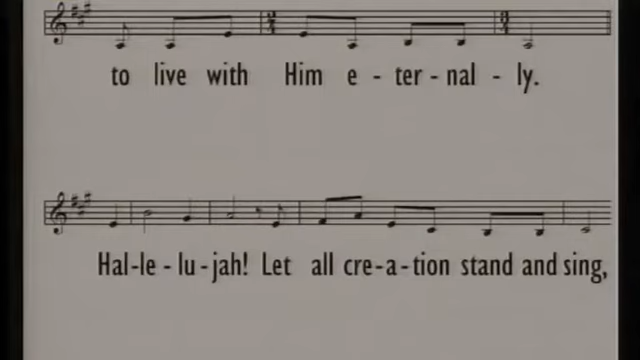 to live with Him e - ter - nal - ly.
Hal-le - lu-jah! Let all cre-a-tion stand and sing,